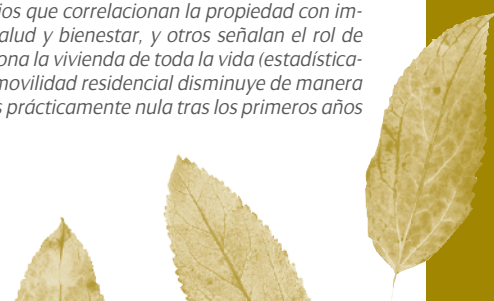 ios que correlacionan la propiedad con im-
alud y bienestar, y otros señalan el rol de
ona la vivienda de toda la vida (estadística-
movilidad residencial disminuye de manera
s prácticamente nula tras los primeros años